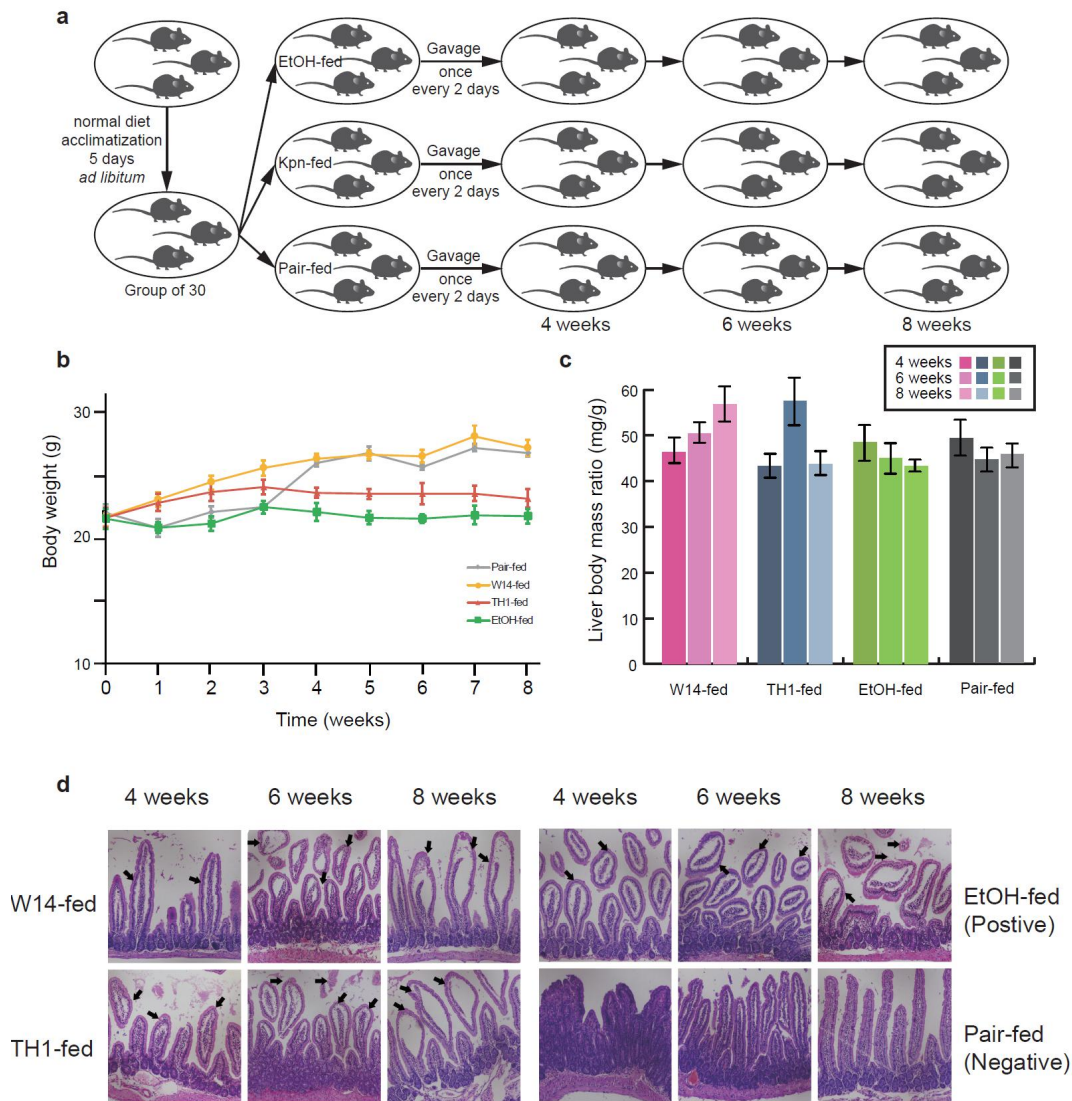 a
normal diet
acclimatization
5 days
ad libitum
Group of 30
EtOH-fed
Gavage
once
every 2 days
Kpn-fed
Gavage
once
every 2 days
Pair-fed
Gavage
once
every 2 days
4 weeks
6 weeks
8 weeks
b
Body weight (g)
30
20
10
0
1
2
3
4
5
6
7
8
Time (weeks)
Pair-fed
W14-fed
TH1-fed
EtOH-fed
c
4 weeks
6 weeks
8 weeks
Liver body mass ratio (mg/g)
60
50
40
30
20
10
0
W14-fed
TH1-fed
EtOH-fed
Pair-fed
d
4 weeks
6 weeks
8 weeks
4 weeks
6 weeks
8 weeks
W14-fed
EtOH-fed
(Postive)
TH1-fed
Pair-fed
(Negative)